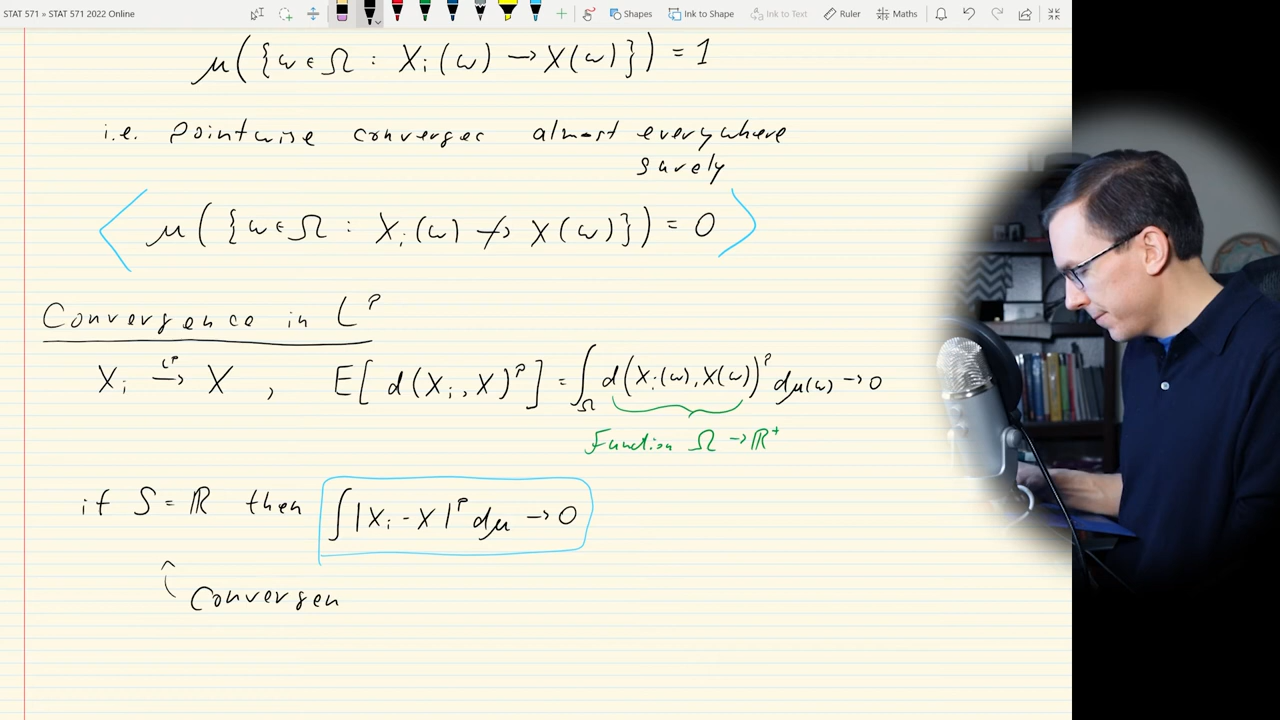 STAT 571 » STAT 571 2022 Online
Shapes Ink to Shape Ink to Text Ruler Maths
μ({ω ∈ Ω : Xᵢ(ω) → X(ω)}) = 1
i.e. pointwise converges almost everywhere
surely
μ({ω ∈ Ω : Xᵢ(ω) ↛ X(ω)}) = 0
Convergence in Lᵖ
Xᵢ →^{Lᵖ} X , E[d(Xᵢ, X)ᵖ] = ∫_Ω d(Xᵢ(ω), X(ω))ᵖ dμ(ω) → 0
Function Ω → ℝ⁺
if S = ℝ then ∫|Xᵢ - X|ᵖ dμ → 0
Convergen